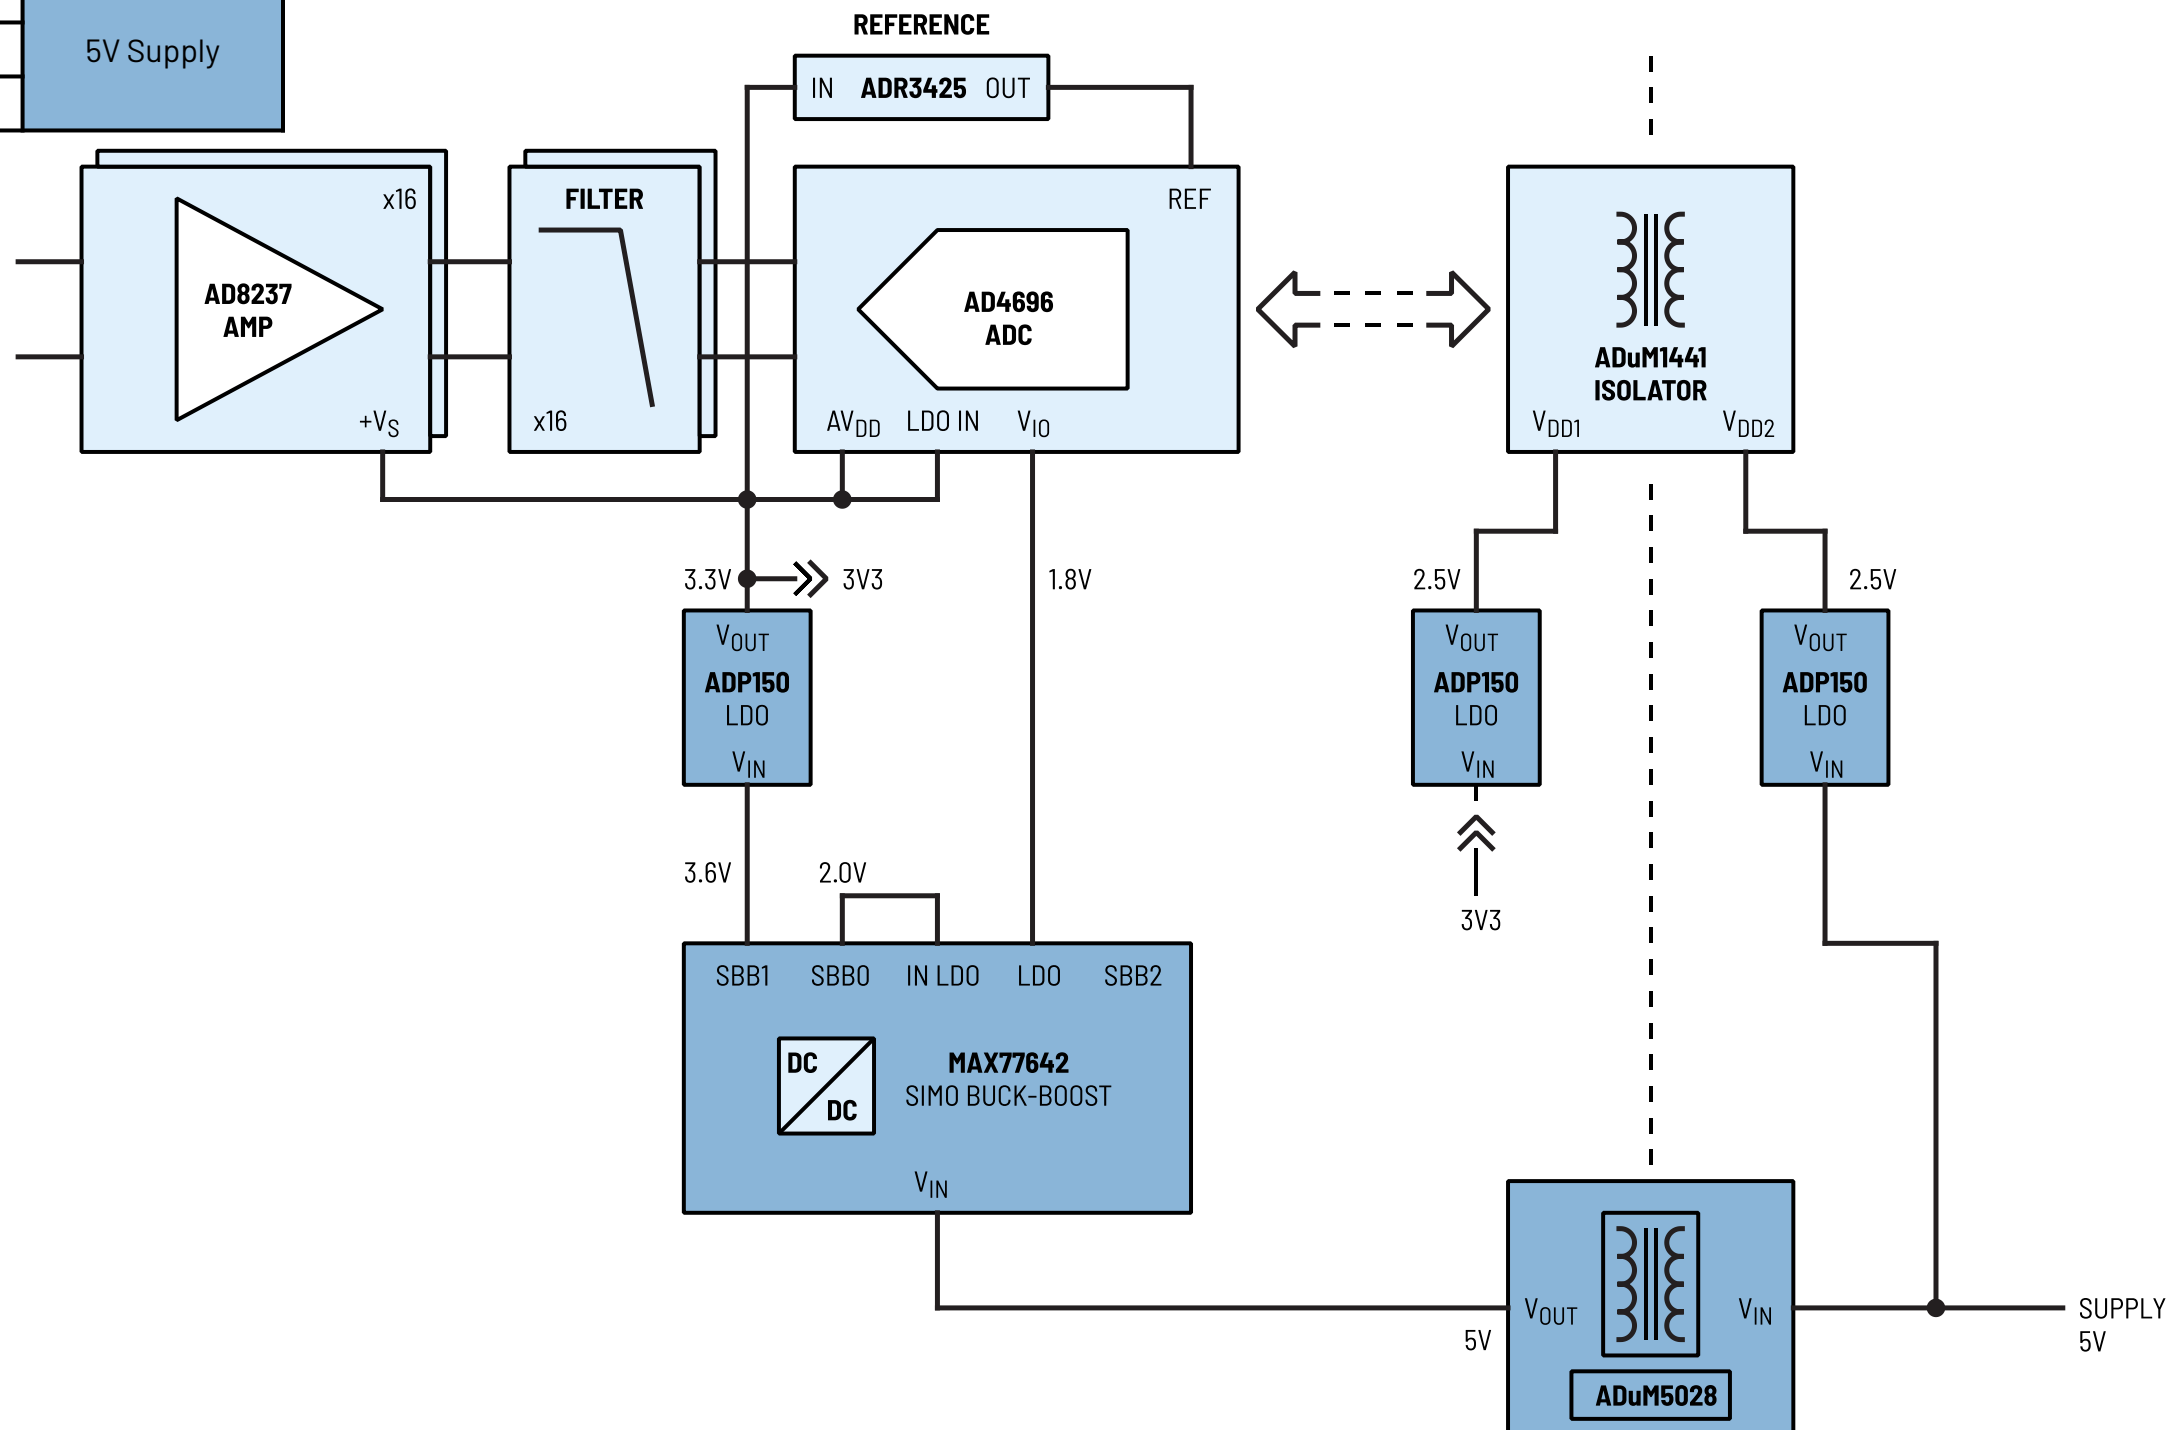 5V Supply
REFERENCE
IN ADR3425 OUT
x16
AD8237
AMP
+VS
FILTER
x16
REF
AD4696
ADC
AVDD LDO IN VIO
ADuM1441
ISOLATOR
VDD1 VDD2
3.3V
3V3
1.8V
2.5V
2.5V
VOUT
ADP150
LDO
VIN
VOUT
ADP150
LDO
VIN
VOUT
ADP150
LDO
VIN
3.6V
2.0V
3V3
SBB1 SBB0 IN LDO LDO SBB2
DC
DC
MAX77642
SIMO BUCK-BOOST
VIN
5V
VOUT
VIN
ADuM5028
SUPPLY
5V